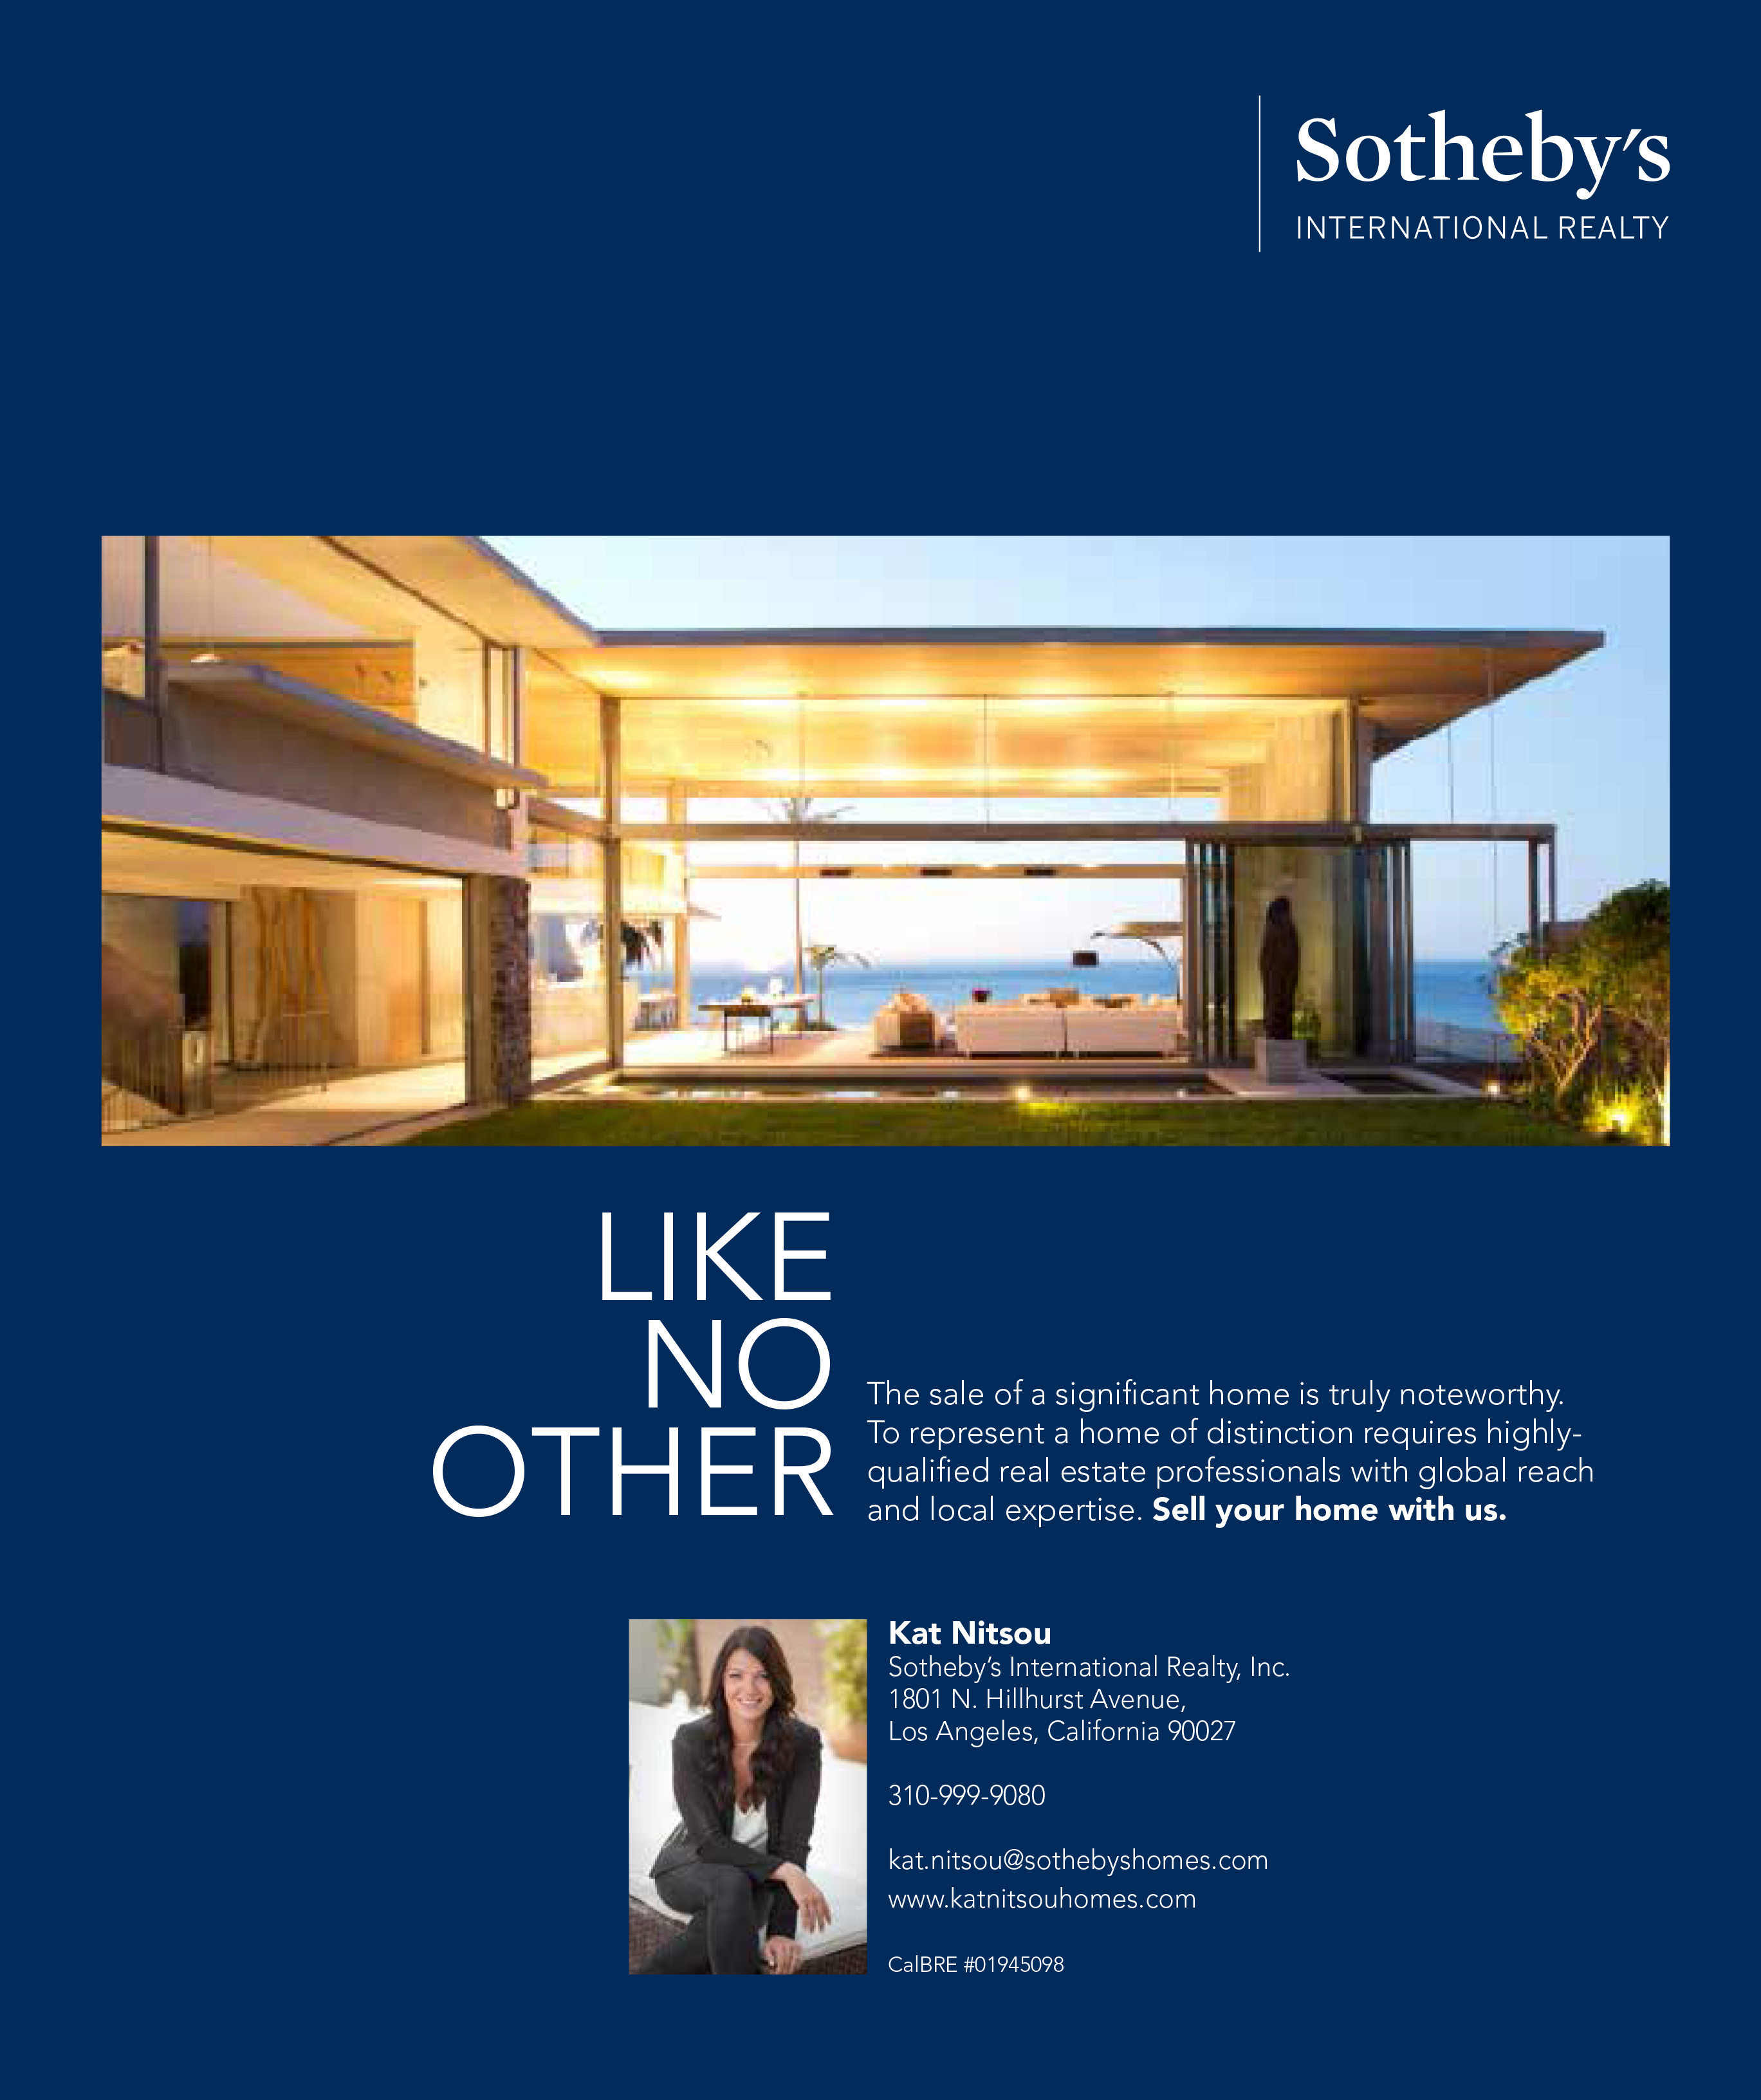 Sotheby's
INTERNATIONAL REALTY
LIKE
NO
OTHER
The sale of a significant home is truly noteworthy.
To represent a home of distinction requires highly-
qualified real estate professionals with global reach
and local expertise. Sell your home with us.
Kat Nitsou
Sotheby's International Realty, Inc.
1801 N. Hillhurst Avenue,
Los Angeles, California 90027
310-999-9080
kat.nitsou@sothebyshomes.com
www.katnitsouhomes.com
CalBRE #01945098